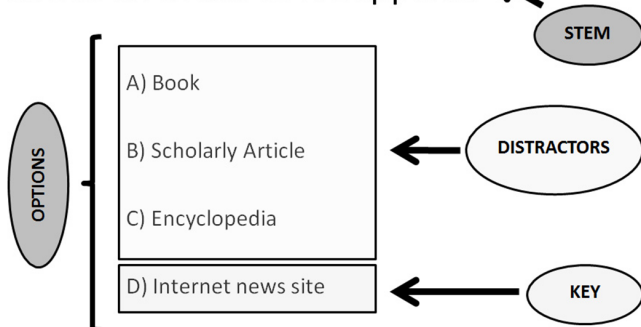 STEM
A) Book
B) Scholarly Article
DISTRACTORS
C) Encyclopedia
OPTIONS
D) Internet news site
KEY